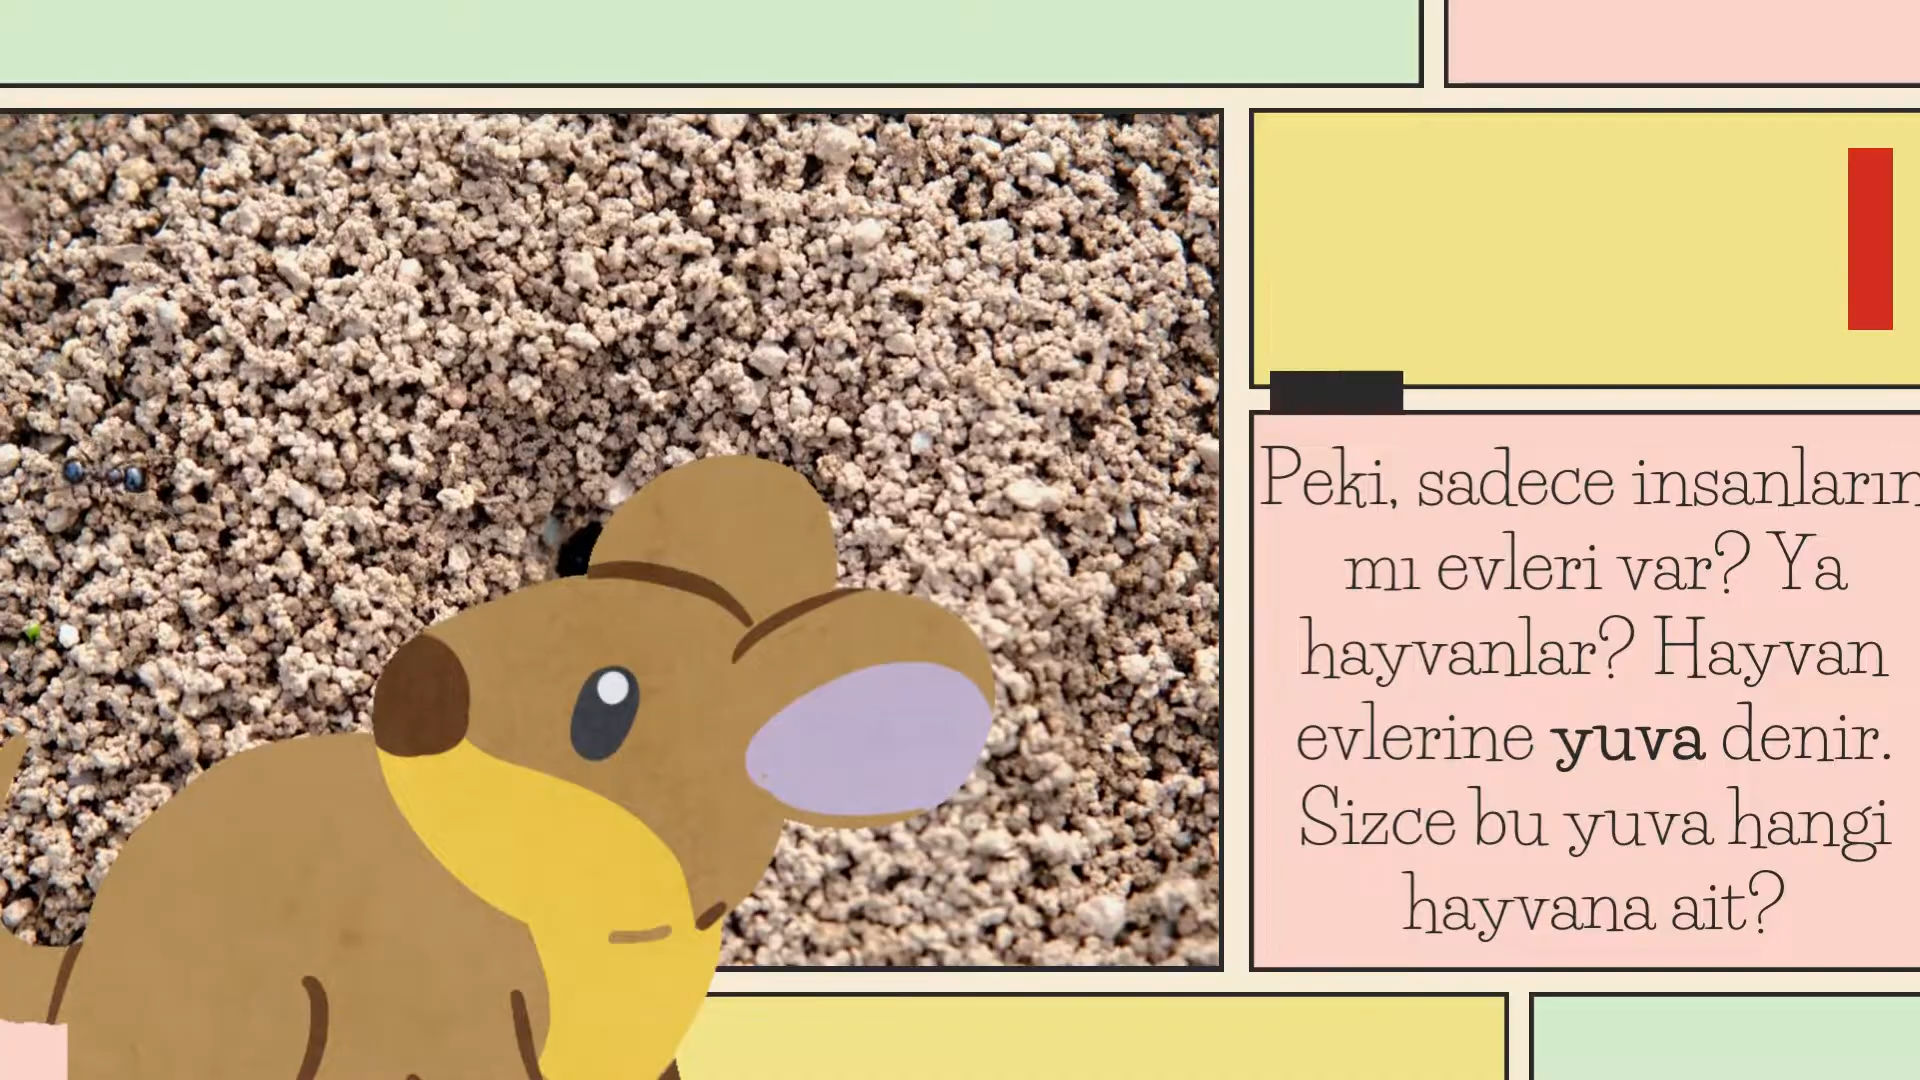 Peki, sadece insanların
mı evleri var? Ya
hayvanlar? Hayvan
evlerine yuva denir.
Sizce bu yuva hangi
hayvana ait?